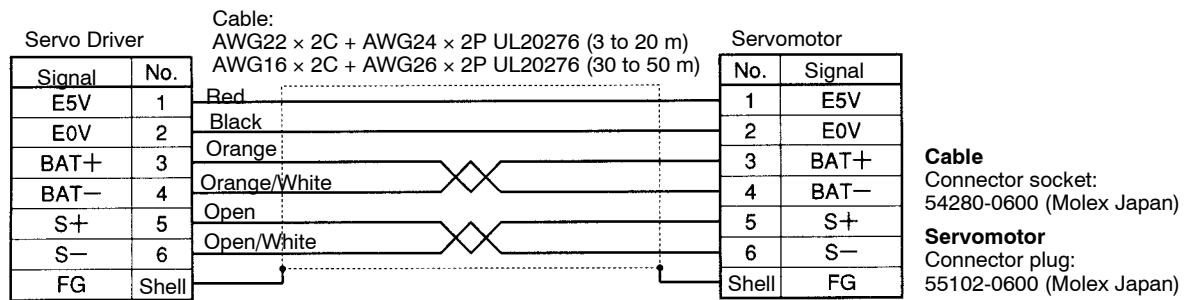 Cable:
AWG22 × 2C + AWG24 × 2P UL20276 (3 to 20 m)
AWG16 × 2C + AWG26 × 2P UL20276 (30 to 50 m)
Servo Driver
Servomotor
Signal No.
No. Signal
E5V 1 Red 1 E5V
E0V 2 Black 2 E0V
BAT+ 3 Orange 3 BAT+
BAT− 4 Orange/White 4 BAT−
S+ 5 Open 5 S+
S− 6 Open/White 6 S−
FG Shell Shell FG
Cable
Connector socket:
54280-0600 (Molex Japan)
Servomotor
Connector plug:
55102-0600 (Molex Japan)